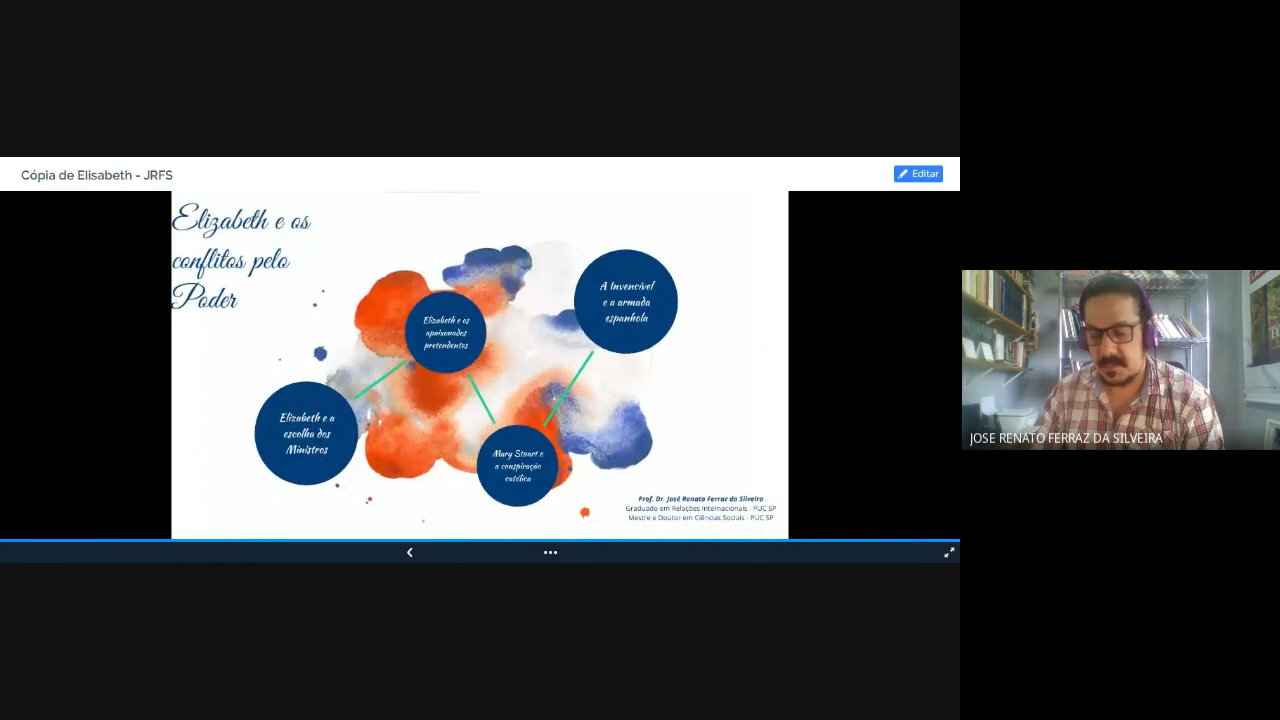 Cópia de Elisabeth - JRFS
Editar
Elizabeth e os
conflitos pelo
Poder
A Invencível
e a armada
espanhola
Elizabeth e os
apaixonados
pretendentes
Elizabeth e a
escolha dos
Ministros
Mary Stuart e
a conspiração
católica
Prof. Dr. José Renato Ferraz da Silveira
Graduado em Relações Internacionais - PUC SP
Mestre e Doutor em Ciências Sociais - PUC SP
JOSE RENATO FERRAZ DA SILVEIRA